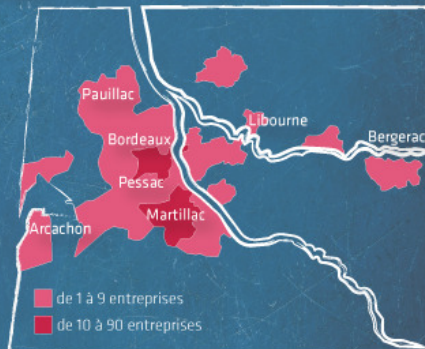 Pauillac
Libourne
Bordeaux
Bergerac
Pessac
Martillac
Arcachon
de 1 à 9 entreprises
de 10 à 90 entreprises